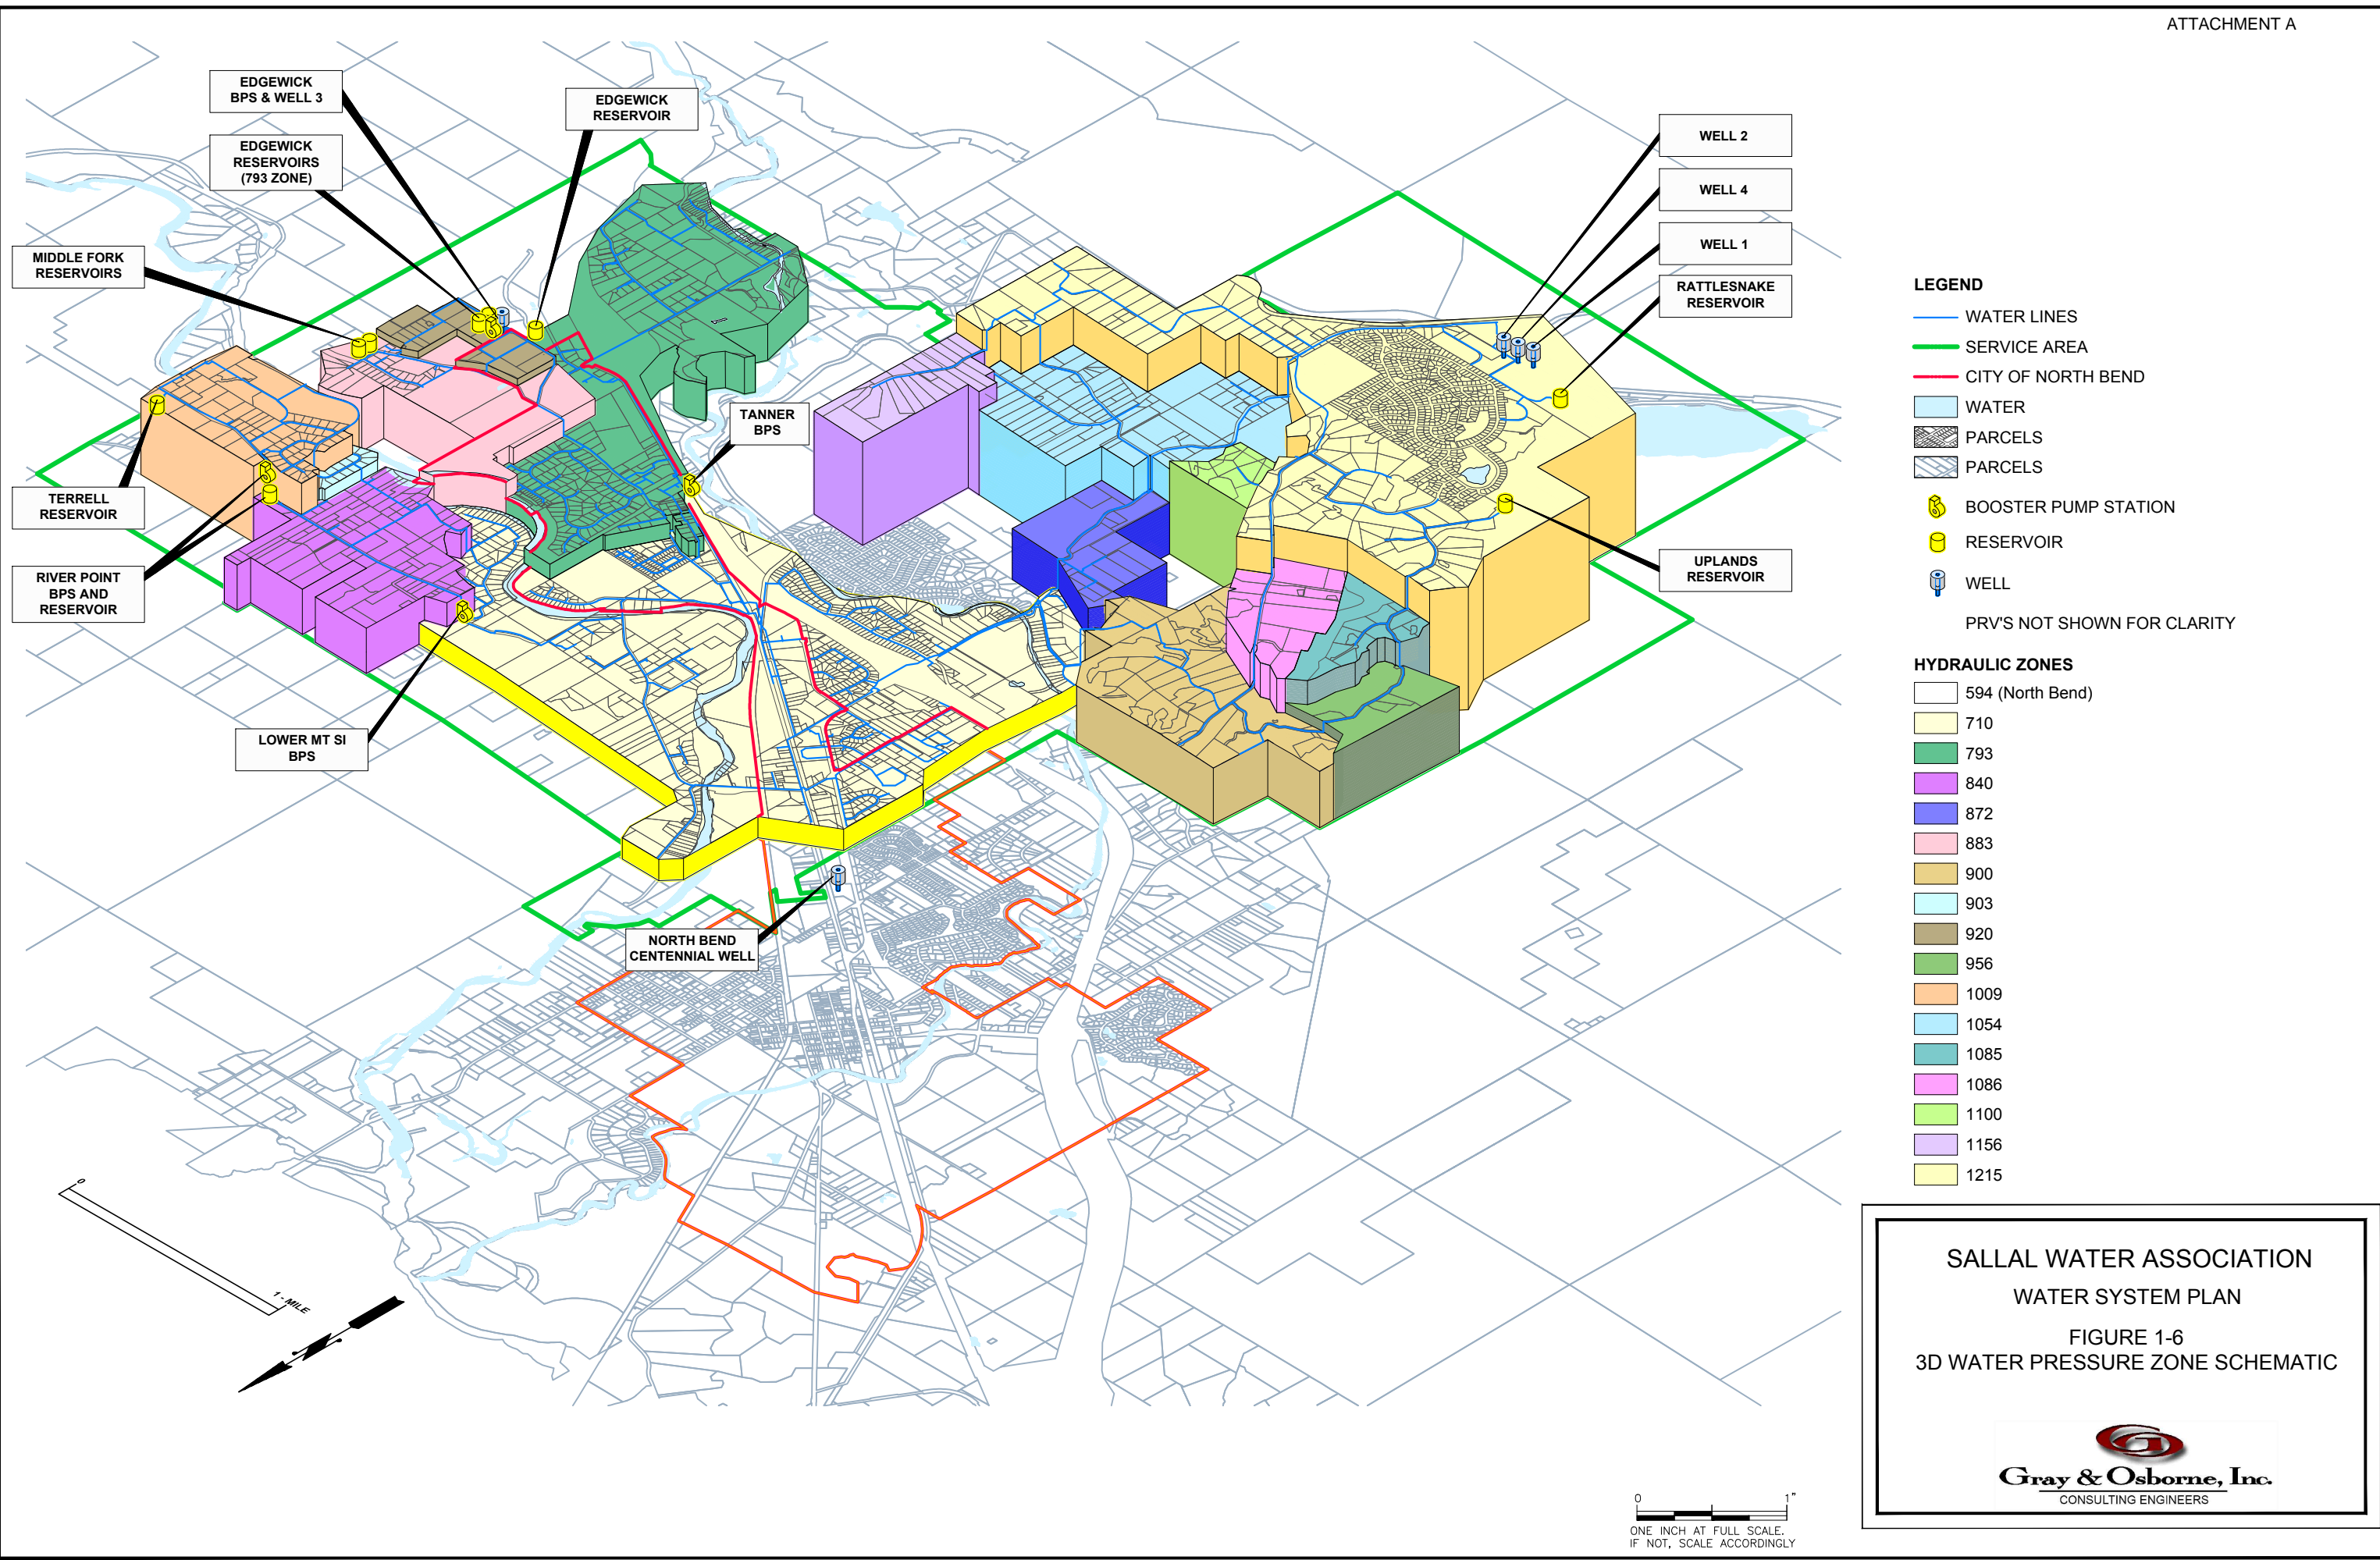 ATTACHMENT A
EDGEWICK
BPS & WELL 3
EDGEWICK
RESERVOIR
EDGEWICK
RESERVOIRS
(793 ZONE)
WELL 2
WELL 4
WELL 1
RATTLESNAKE
RESERVOIR
MIDDLE FORK
RESERVOIRS
TANNER
BPS
TERRELL
RESERVOIR
RIVER POINT
BPS AND
RESERVOIR
UPLANDS
RESERVOIR
LOWER MT SI
BPS
NORTH BEND
CENTENNIAL WELL
LEGEND
WATER LINES
SERVICE AREA
CITY OF NORTH BEND
WATER
PARCELS
PARCELS
BOOSTER PUMP STATION
RESERVOIR
WELL
PRV'S NOT SHOWN FOR CLARITY
HYDRAULIC ZONES
594 (North Bend)
710
793
840
872
883
900
903
920
956
1009
1054
1085
1086
1100
1156
1215
0
1 - MILE
0 1"
ONE INCH AT FULL SCALE.
IF NOT, SCALE ACCORDINGLY
SALLAL WATER ASSOCIATION
WATER SYSTEM PLAN
FIGURE 1-6
3D WATER PRESSURE ZONE SCHEMATIC
Gray & Osborne, Inc.
CONSULTING ENGINEERS